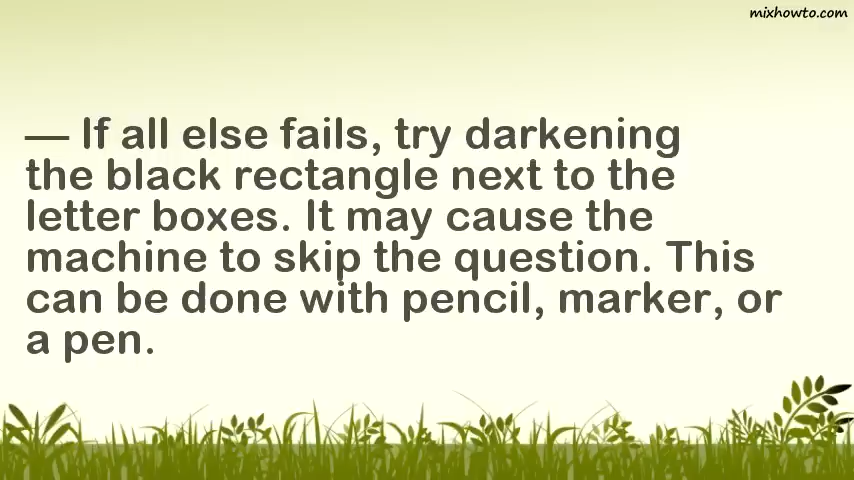 mixhowto.com
— If all else fails, try darkening
the black rectangle next to the
letter boxes. It may cause the
machine to skip the question. This
can be done with pencil, marker, or
a pen.